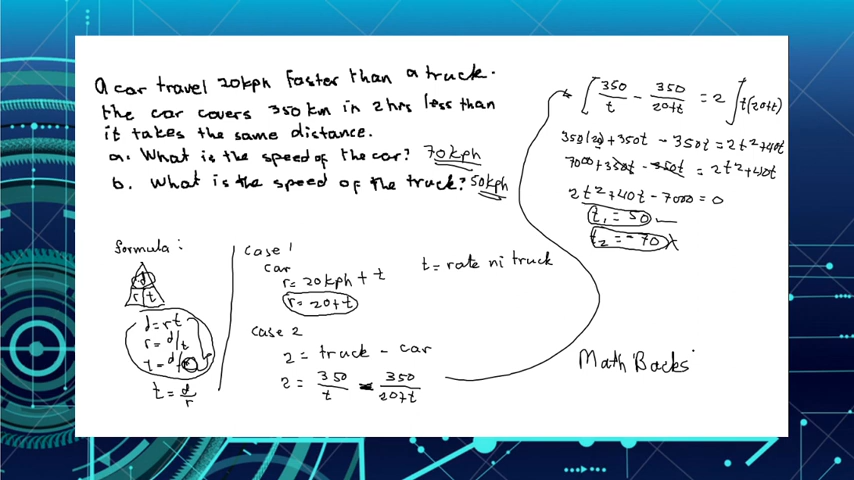 A car travel 20kph faster than a truck.
The car covers 350 km in 2 hrs less than
it takes the same distance.
a. What is the speed of the car? 70kph
b. What is the speed of the truck? 50kph
formula:
d
r t
d=rt
r=d/t
t=d/r
t = d/r
Case 1
car
r=20kph + t
r=20+t
t=rate ni truck
Case 2
2 = truck - car
2 = 350/t - 350/20+t
[350/t - 350/20+t = 2] t(20+t)
350(20)+350t - 350t = 2t²+40t
7000+350t - 350t = 2t²+40t
2t²+40t-7000=0
t₁=50
t₂=-70 x
Math Backs